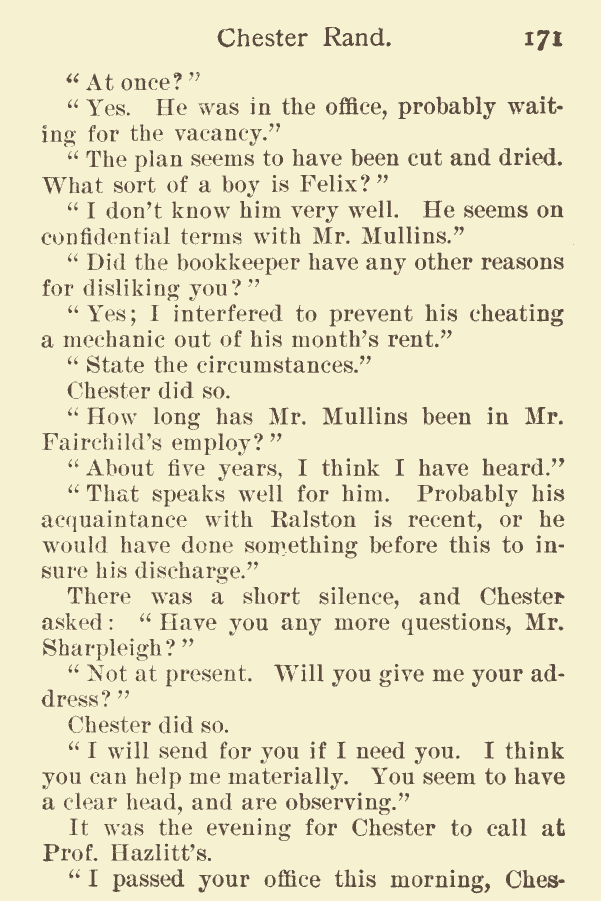 Chester Rand. 171
“ At once? ”
“ Yes. He was in the office, probably wait-
ing for the vacancy.”
“ The plan seems to have been cut and dried.
What sort of a boy is Felix? ”
“ I don’t know him very well. He seems on
confidential terms with Mr. Mullins.”
“ Did the bookkeeper have any other reasons
for disliking you? ”
“ Yes; I interfered to prevent his cheating
a mechanic out of his month’s rent.”
“ State the circumstances.”
Chester did so.
“ How long has Mr. Mullins been in Mr.
Fairchild’s employ? ”
“ About five years, I think I have heard.”
“ That speaks well for him. Probably his
acquaintance with Ralston is recent, or he
would have done something before this to in-
sure his discharge.”
There was a short silence, and Chester
asked: “ Have you any more questions, Mr.
Sharpleigh? ”
“ Not at present. Will you give me your ad-
dress? ”
Chester did so.
“ I will send for you if I need you. I think
you can help me materially. You seem to have
a clear head, and are observing.”
It was the evening for Chester to call at
Prof. Hazlitt’s.
“ I passed your office this morning, Ches-